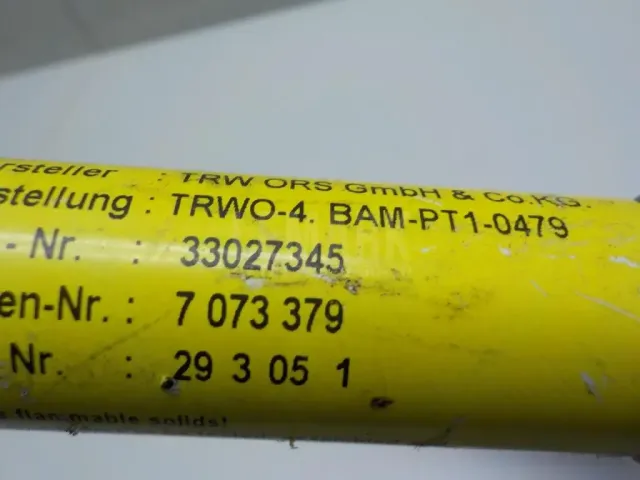 ersteller : TRW ORS GmbH & Co.KG.
stellung : TRWO-4. BAM-PT1-0479
- Nr. : 33027345
en-Nr. : 7 073 379
Nr. : 29 3 05 1
flammable solids!